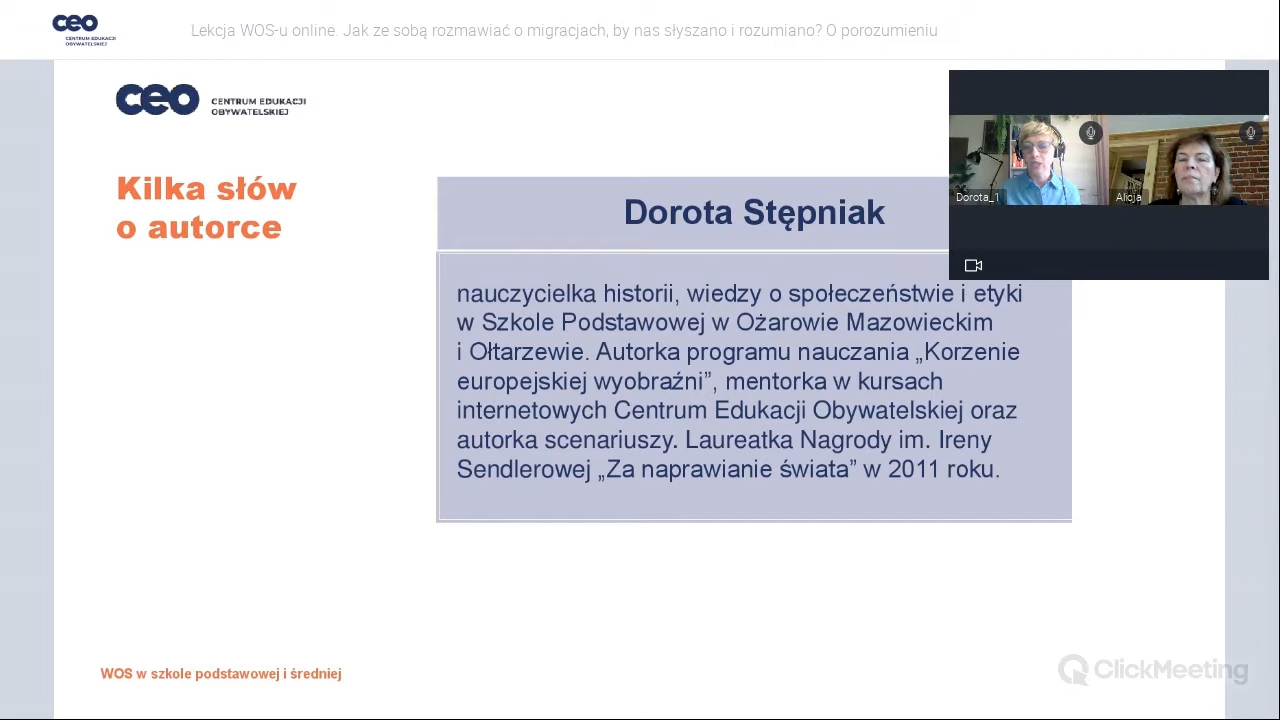 ceo
CENTRUM EDUKACJI
OBYWATELSKIEJ
Lekcja WOS-u online. Jak ze sobą rozmawiać o migracjach, by nas słyszano i rozumiano? O porozumieniu
ceo
CENTRUM EDUKACJI
OBYWATELSKIEJ
Kilka słów
o autorce
Dorota Stępniak
nauczycielka historii, wiedzy o społeczeństwie i etyki
w Szkole Podstawowej w Ożarowie Mazowieckim
i Ołtarzewie. Autorka programu nauczania „Korzenie
europejskiej wyobraźni”, mentorka w kursach
internetowych Centrum Edukacji Obywatelskiej oraz
autorka scenariuszy. Laureatka Nagrody im. Ireny
Sendlerowej „Za naprawianie świata” w 2011 roku.
Dorota_1
Alicja
WOS w szkole podstawowej i średniej
ClickMeeting